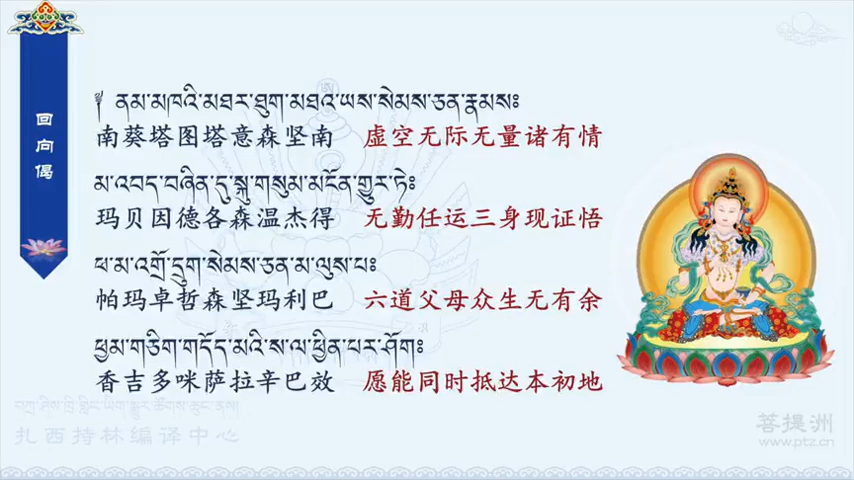 回向偈
༈ ནམ་མཁའི་མཐར་ཐུག་མཐའ་ཡས་སེམས་ཅན་རྣམས༔
南葵塔图塔意森坚南 虚空无际无量诸有情
མ་འབད་བཞིན་དུ་སྐུ་གསུམ་མངོན་གྱུར་ཏེ༔
玛贝因德各森温杰得 无勤任运三身现证悟
ཕ་མ་འགྲོ་དྲུག་སེམས་ཅན་མ་ལུས་པ༔
帕玛卓哲森坚玛利巴 六道父母众生无有余
ཕྱམ་གཅིག་གདོད་མའི་ས་ལ་ཕྱིན་པར་ཤོག༔
香吉多咪萨拉辛巴效 愿能同时抵达本初地
བཀྲ་ཤིས་ཁྲི་གླིང་ཡིག་སྒྱུར་ཚོགས་ཆུང་ནས།
扎西持林编译中心
菩提洲
www.ptz.cn